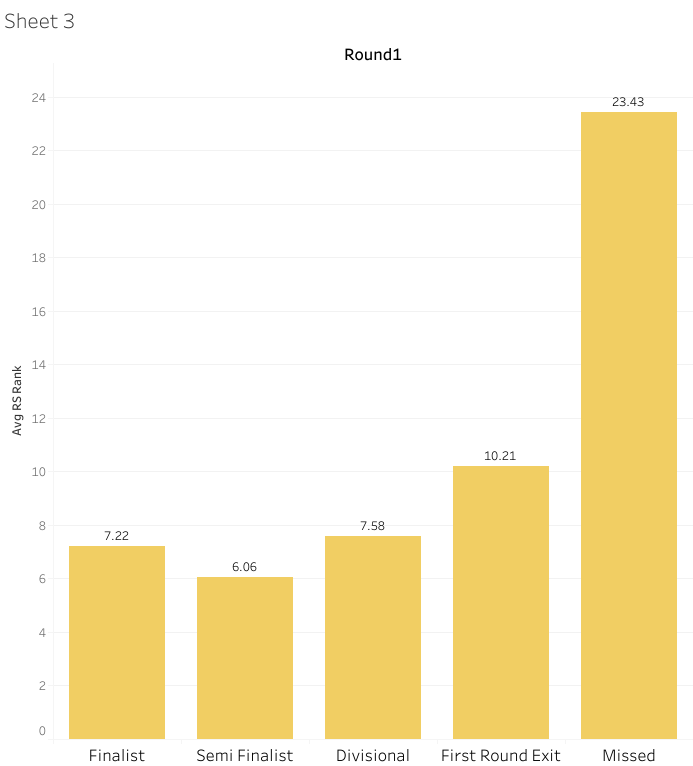 Sheet 3
Round1
Avg RS Rank
24
22
20
18
16
14
12
10
8
6
4
2
0
7.22
6.06
7.58
10.21
23.43
Finalist
Semi Finalist
Divisional
First Round Exit
Missed